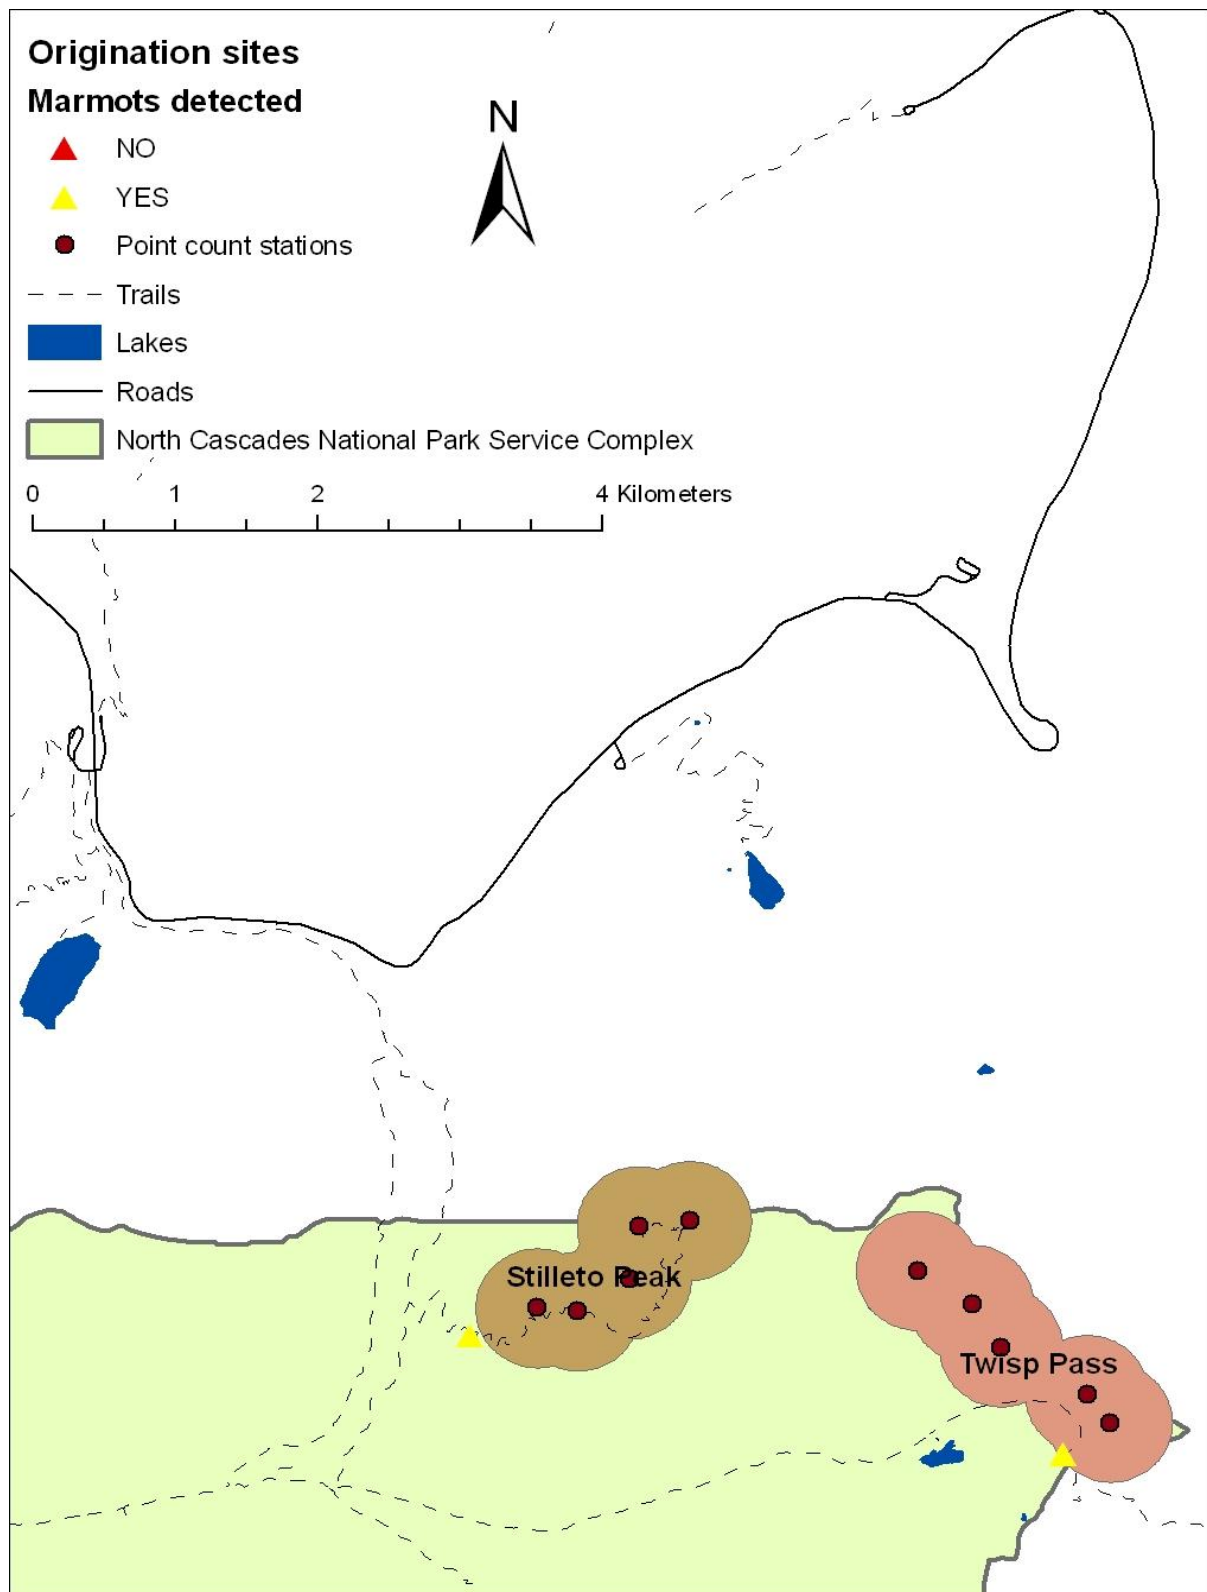 Origination sites
Marmots detected
NO
YES
Point count stations
Trails
Lakes
Roads
North Cascades National Park Service Complex
0 1 2 4 Kilometers
N
Stilleto Peak
Twisp Pass